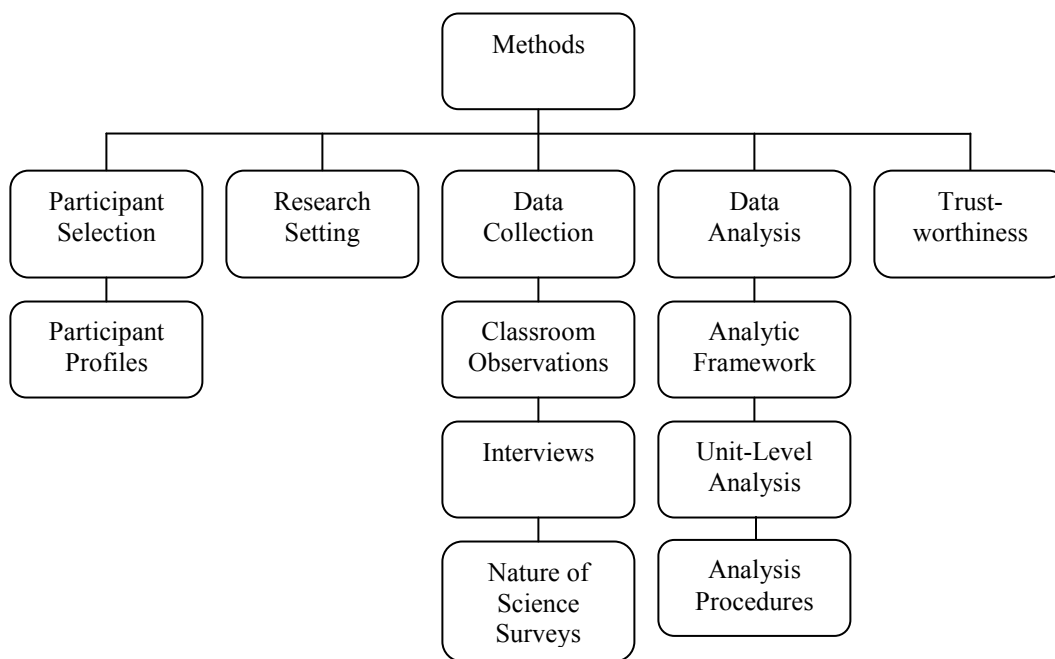 Methods
Participant
Selection
Research
Setting
Data
Collection
Data
Analysis
Trust-
worthiness
Participant
Profiles
Classroom
Observations
Analytic
Framework
Interviews
Unit-Level
Analysis
Nature of
Science
Surveys
Analysis
Procedures